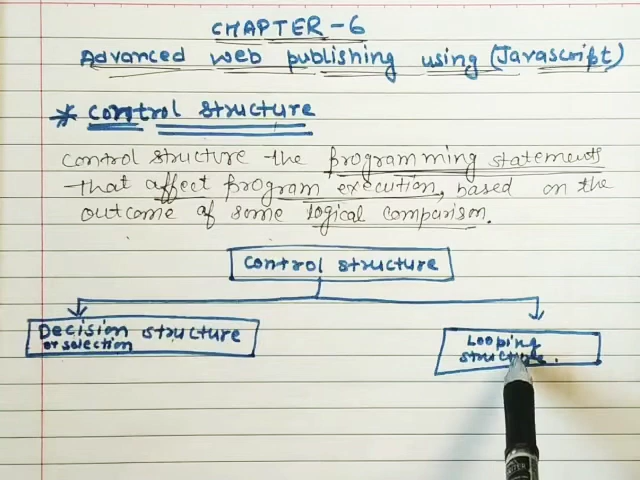 CHAPTER - 6
Advanced web publishing using (Javascript)
* control structure
control structure the programming statements
that affect program execution, based on the
outcome of some logical comparison.
control structure
Decision structure
or selection
Looping
structure.